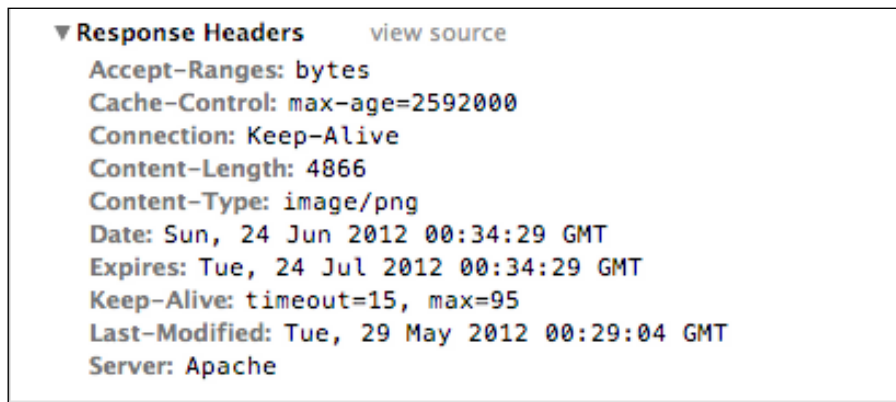 ▼Response Headers view source
Accept-Ranges: bytes
Cache-Control: max-age=2592000
Connection: Keep-Alive
Content-Length: 4866
Content-Type: image/png
Date: Sun, 24 Jun 2012 00:34:29 GMT
Expires: Tue, 24 Jul 2012 00:34:29 GMT
Keep-Alive: timeout=15, max=95
Last-Modified: Tue, 29 May 2012 00:29:04 GMT
Server: Apache